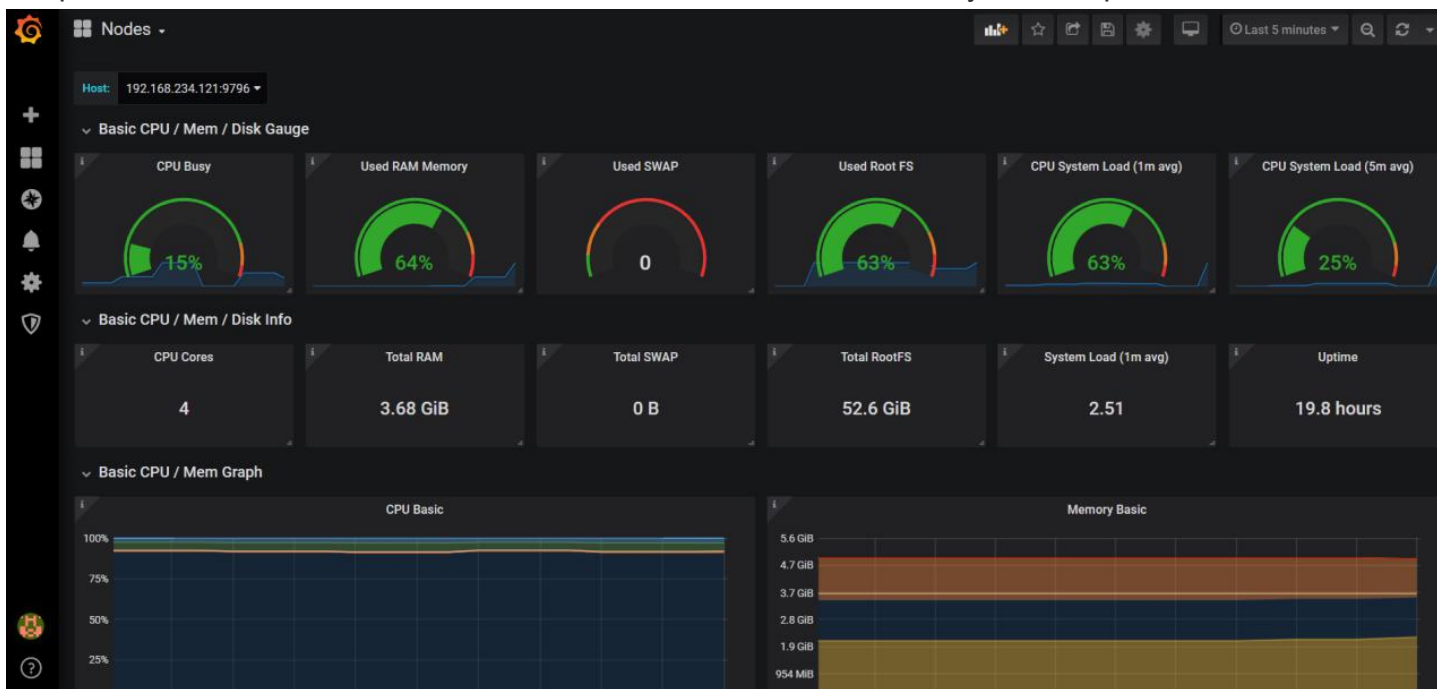 Nodes
Last 5 minutes
Host: 192.168.234.121:9796
Basic CPU / Mem / Disk Gauge
CPU Busy
Used RAM Memory
Used SWAP
Used Root FS
CPU System Load (1m avg)
CPU System Load (5m avg)
15%
64%
0
63%
63%
25%
Basic CPU / Mem / Disk Info
CPU Cores
Total RAM
Total SWAP
Total RootFS
System Load (1m avg)
Uptime
4
3.68 GiB
0 B
52.6 GiB
2.51
19.8 hours
Basic CPU / Mem Graph
CPU Basic
100%
75%
50%
25%
Memory Basic
5.6 GiB
4.7 GiB
3.7 GiB
2.8 GiB
1.9 GiB
954 MiB